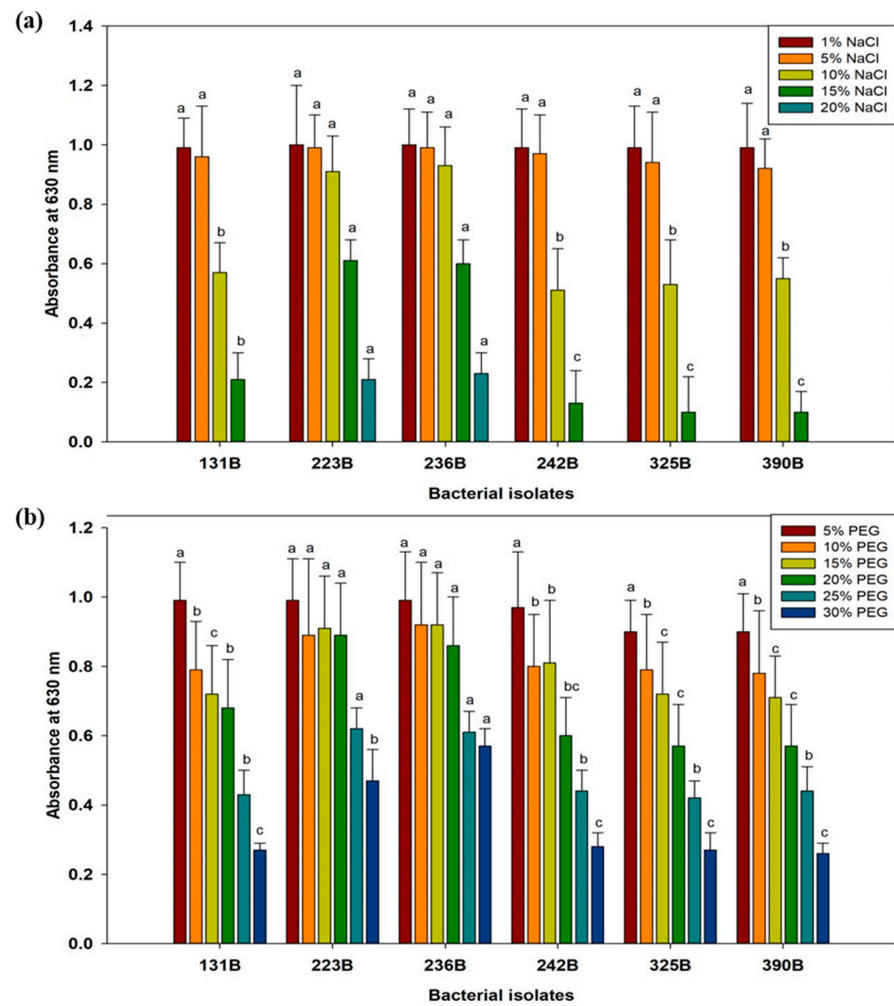 (a)
1.4
1.2
1.0
0.8
0.6
0.4
0.2
0.0
Absorbance at 630 nm
1% NaCl
5% NaCl
10% NaCl
15% NaCl
20% NaCl
a a b b
a a a a a
a a a a a
a a b c
a a b c
a a b c
131B 223B 236B 242B 325B 390B
Bacterial isolates
(b)
1.2
1.0
0.8
0.6
0.4
0.2
0.0
Absorbance at 630 nm
5% PEG
10% PEG
15% PEG
20% PEG
25% PEG
30% PEG
a b c b b c
a a a a a b
a a a a a a
a b b bc b c
a b c c b c
a b c c b c
131B 223B 236B 242B 325B 390B
Bacterial isolates